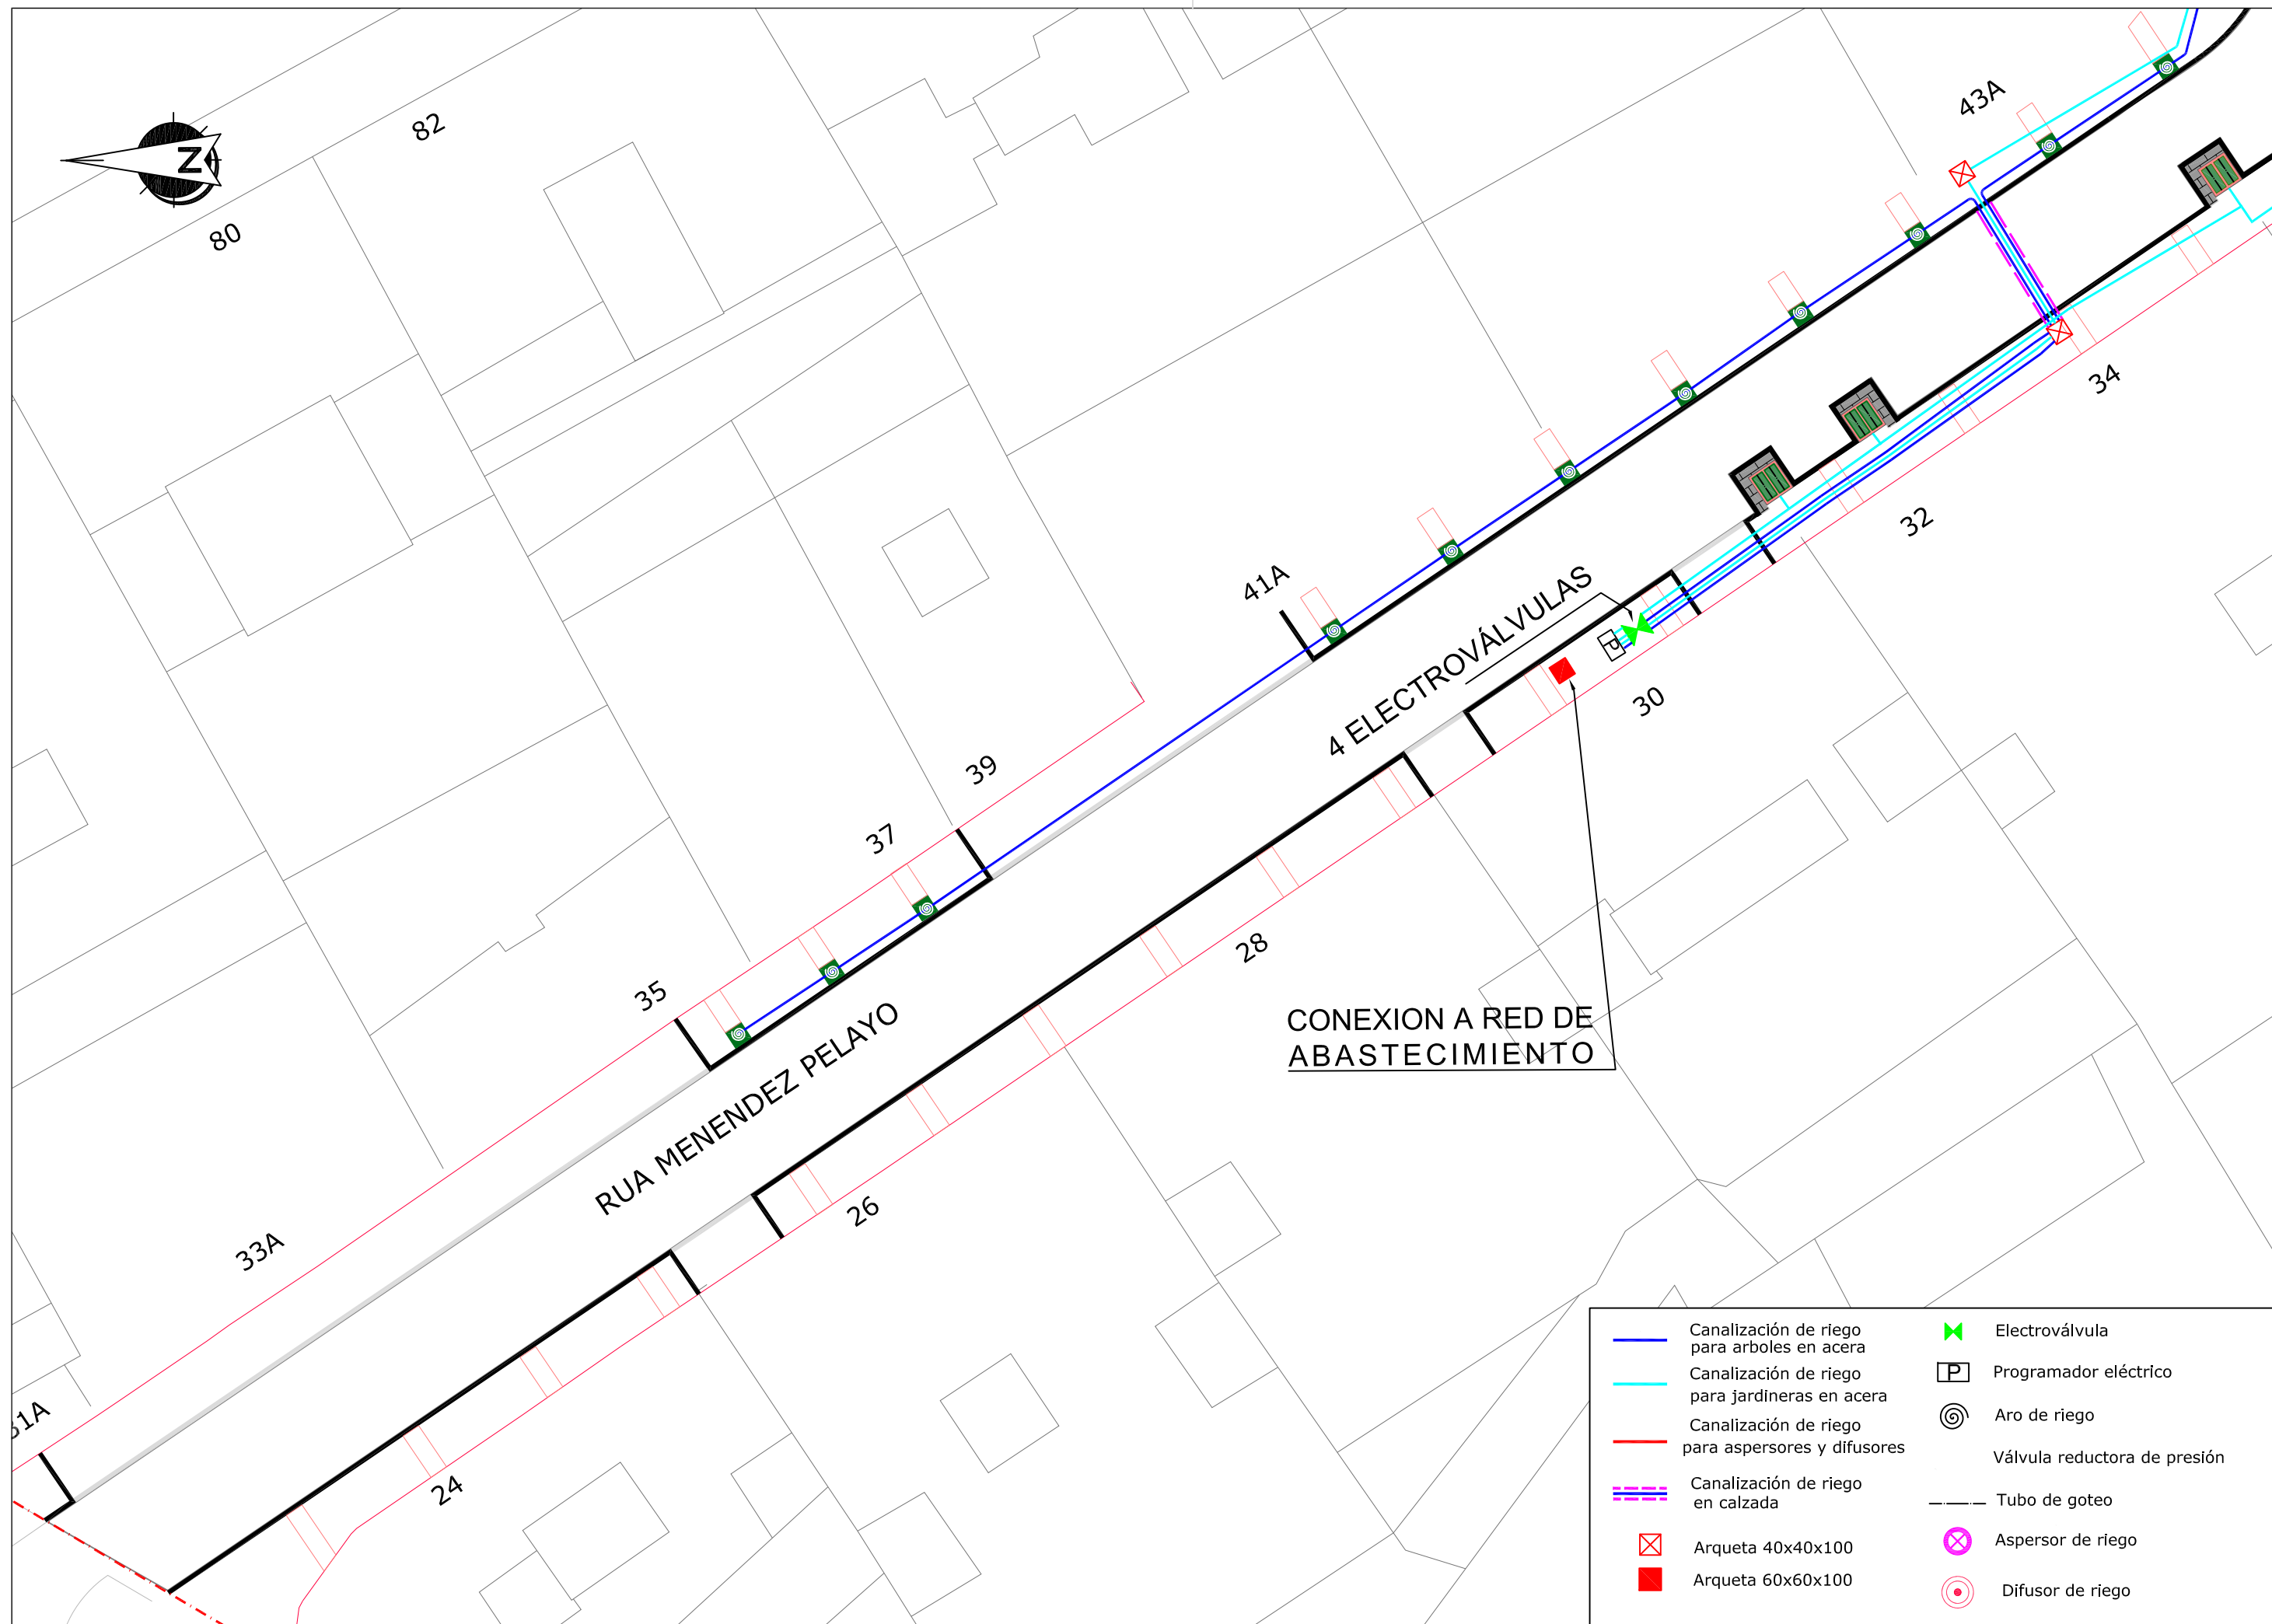 82
80
N
43A
34
32
41A
4 ELECTROVÁLVULAS
P
30
39
37
35
28
CONEXION A RED DE
ABASTECIMIENTO
RUA MENENDEZ PELAYO
26
33A
31A
24
Canalización de riego
para arboles en acera
Canalización de riego
para jardineras en acera
Canalización de riego
para aspersores y difusores
Canalización de riego
en calzada
Arqueta 40x40x100
Arqueta 60x60x100
Electroválvula
P Programador eléctrico
Aro de riego
Válvula reductora de presión
Tubo de goteo
Aspersor de riego
Difusor de riego